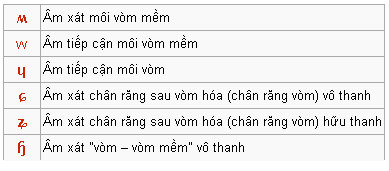 ʍ Âm xát môi vòm mềm
w Âm tiếp cận môi vòm mềm
ɥ Âm tiếp cận môi vòm
ɕ Âm xát chân răng sau vòm hóa (chân răng vòm) vô thanh
ʑ Âm xát chân răng sau vòm hóa (chân răng vòm) hữu thanh
ɧ Âm xát "vòm – vòm mềm" vô thanh